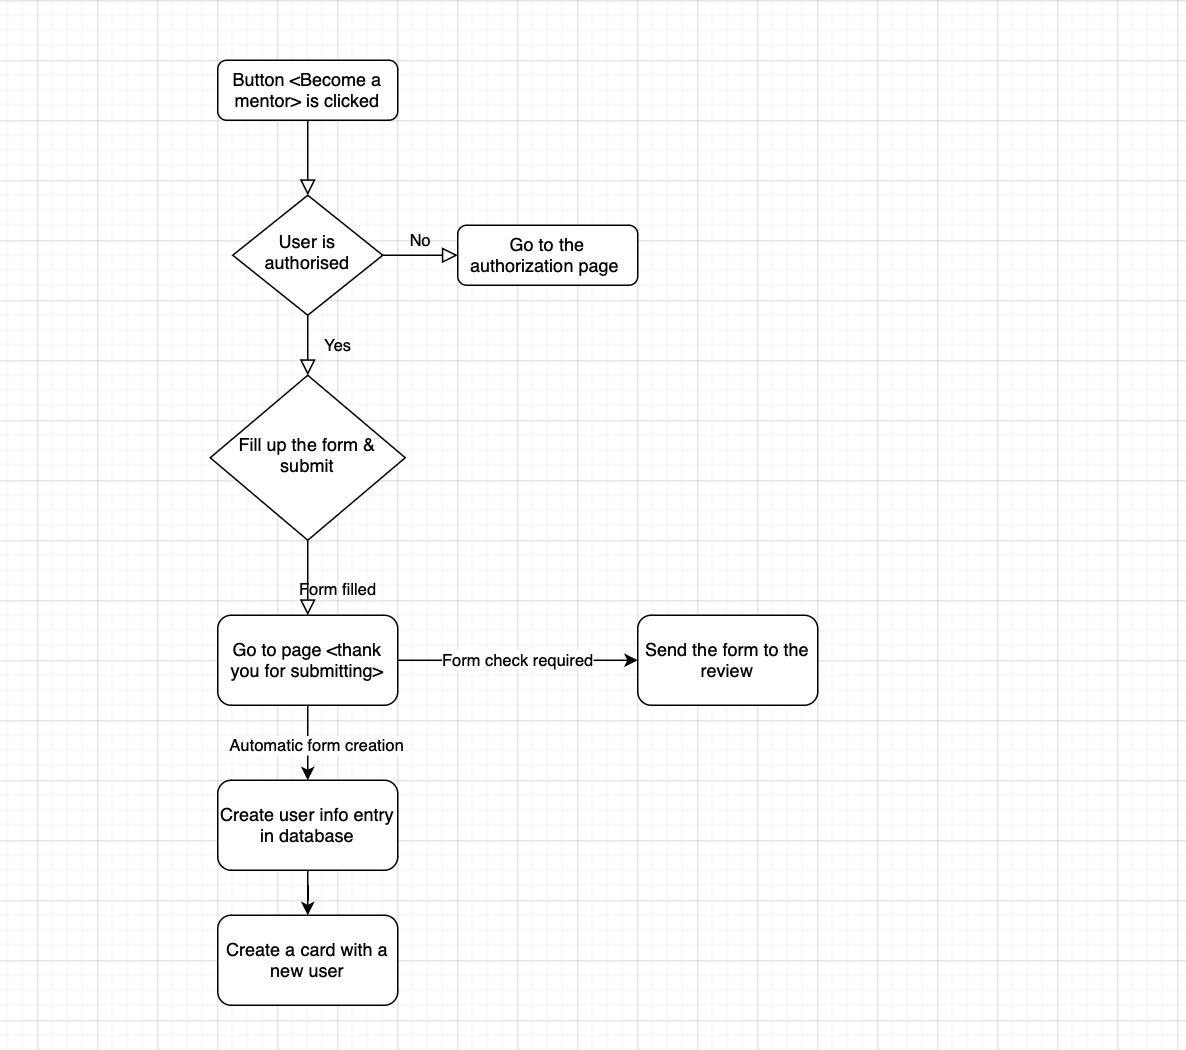 Button <Become a
mentor> is clicked
User is
authorised
No
Go to the
authorization page
Yes
Fill up the form &
submit
Form filled
Go to page <thank
you for submitting>
Form check required
Send the form to the
review
Automatic form creation
Create user info entry
in database
Create a card with a
new user